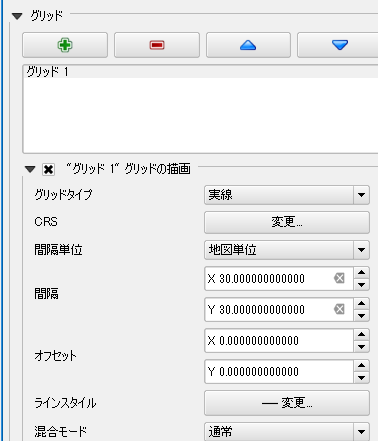 グリッド
グリッド 1
"グリッド 1" グリッドの描画
グリッドタイプ 実線
CRS 変更...
間隔単位 地図単位
間隔 X 30.000000000000
Y 30.000000000000
オフセット X 0.000000000000
Y 0.000000000000
ラインスタイル 変更...
混合モード 通常